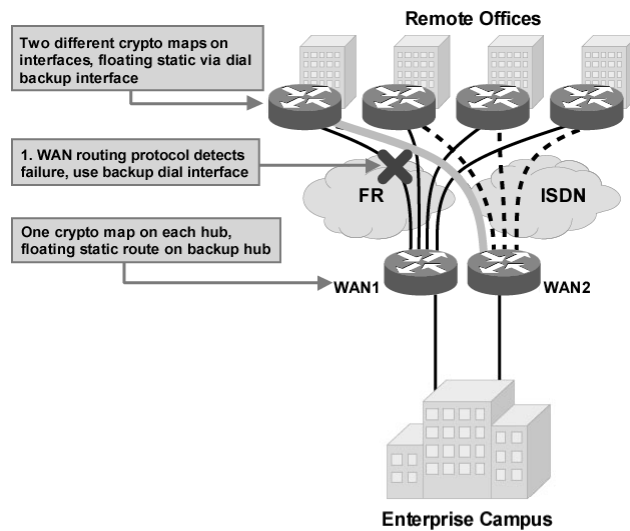 Remote Offices
Two different crypto maps on
interfaces, floating static via dial
backup interface
1. WAN routing protocol detects
failure, use backup dial interface
FR
ISDN
One crypto map on each hub,
floating static route on backup hub
WAN1
WAN2
Enterprise Campus